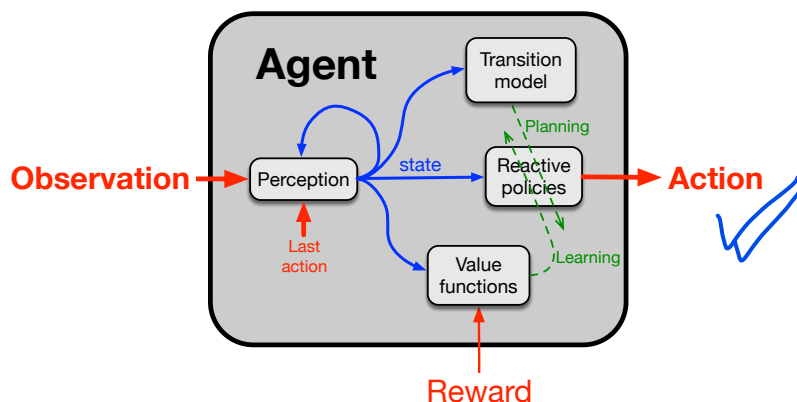 Agent
Transition
model
Planning
state
Observation
Perception
Reactive
policies
Action
Last
action
Value
functions
Learning
Reward